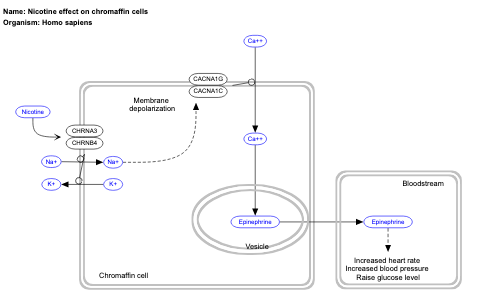 Name: Nicotine effect on chromaffin cells
Organism: Homo sapiens
Ca++
CACNA1G
CACNA1C
Membrane
depolarization
Nicotine
CHRNA3
CHRNB4
Ca++
Na+
Na+
K+
K+
Bloodstream
Epinephrine
Epinephrine
Vesicle
Increased heart rate
Increased blood pressure
Raise glucose level
Chromaffin cell